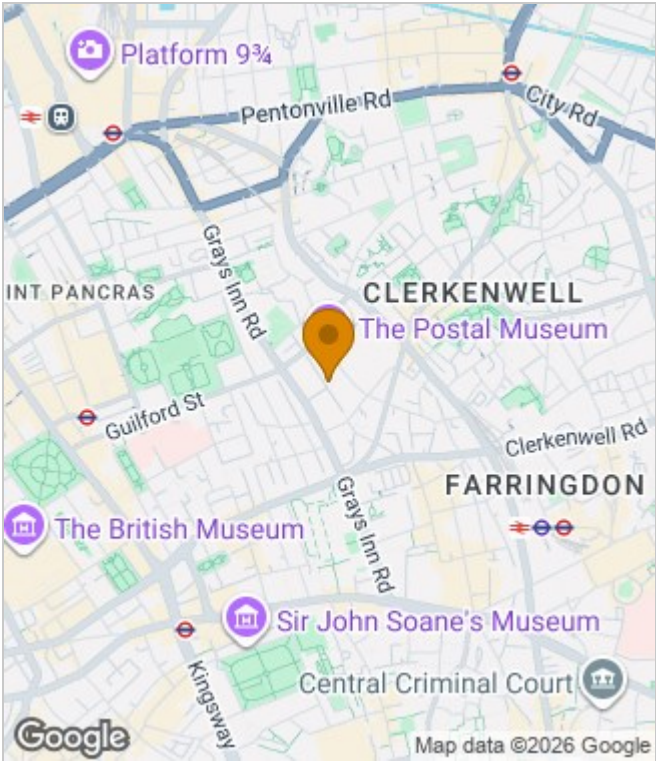 Platform 9¾
Pentonville Rd
City Rd
Grays Inn Rd
INT PANCRAS
CLERKENWELL
The Postal Museum
Guilford St
Clerkenwell Rd
FARRINGDON
Grays Inn Rd
The British Museum
Sir John Soane's Museum
Central Criminal Court
Kingsway
Google
Map data ©2026 Google